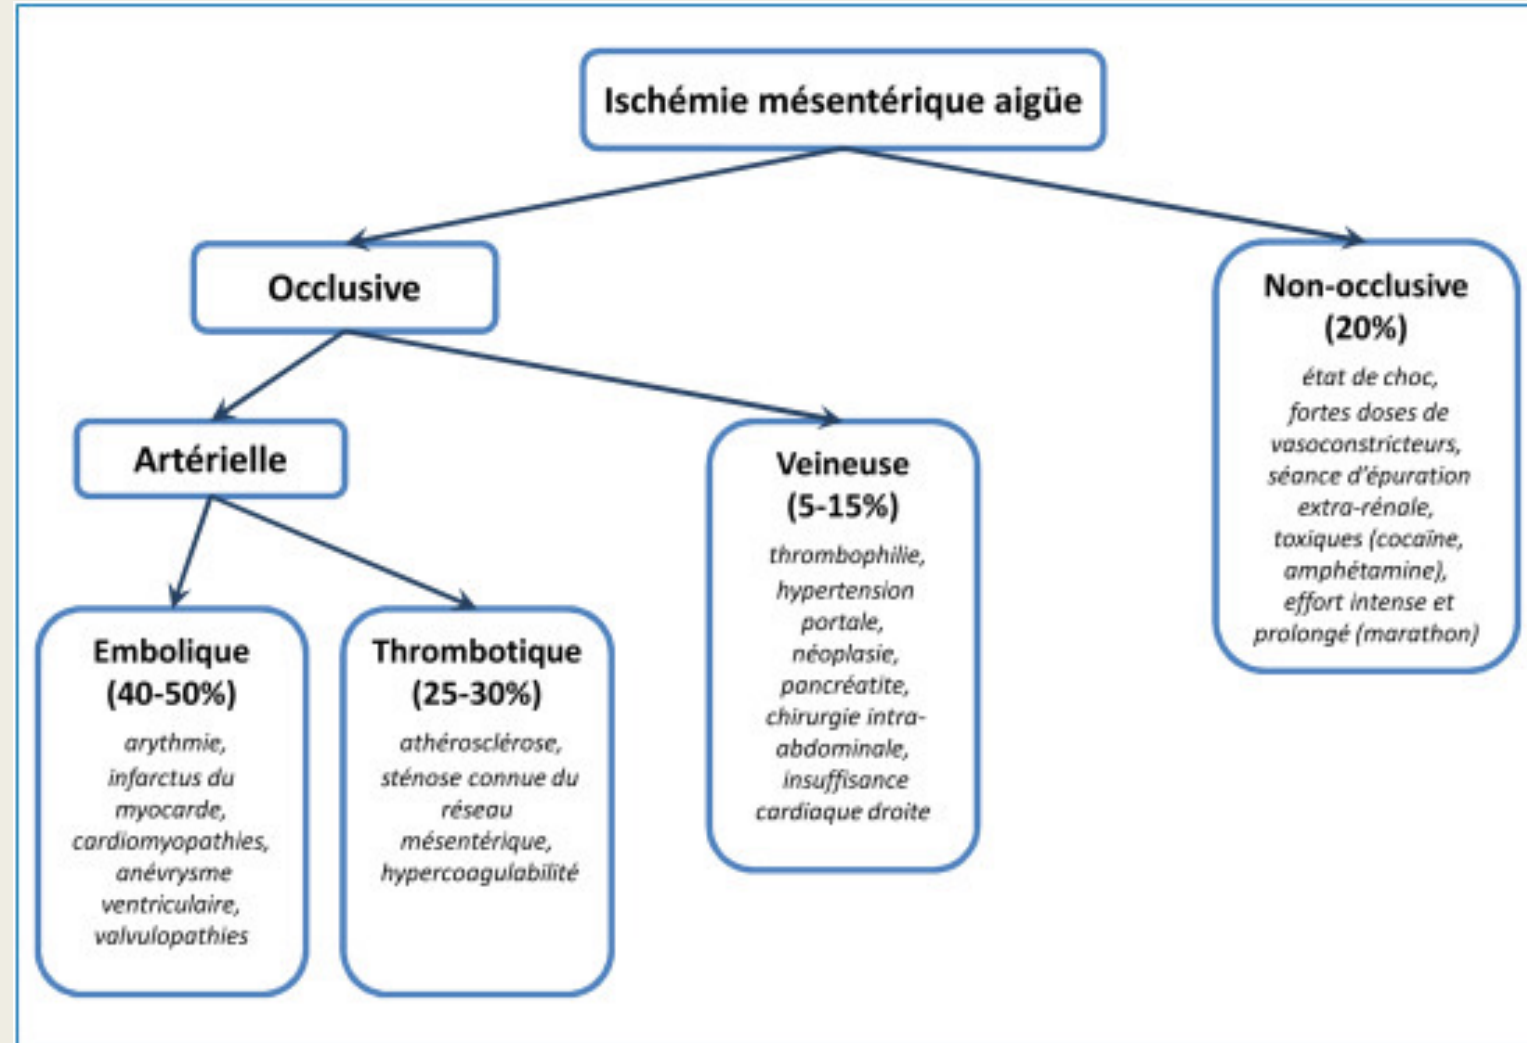 Ischémie mésentérique aigüe
Occlusive
Non-occlusive
(20%)
état de choc,
fortes doses de
vasoconstricteurs,
séance d'épuration
extra-rénale,
toxiques (cocaïne,
amphétamine),
effort intense et
prolongé (marathon)
Artérielle
Veineuse
(5-15%)
thrombophilie,
hypertension
portale,
néoplasie,
pancréatite,
chirurgie intra-
abdominale,
insuffisance
cardiaque droite
Embolique
(40-50%)
arythmie,
infarctus du
myocarde,
cardiomyopathies,
anévrysme
ventriculaire,
valvulopathies
Thrombotique
(25-30%)
athérosclérose,
sténose connue du
réseau
mésentérique,
hypercoagulabilité